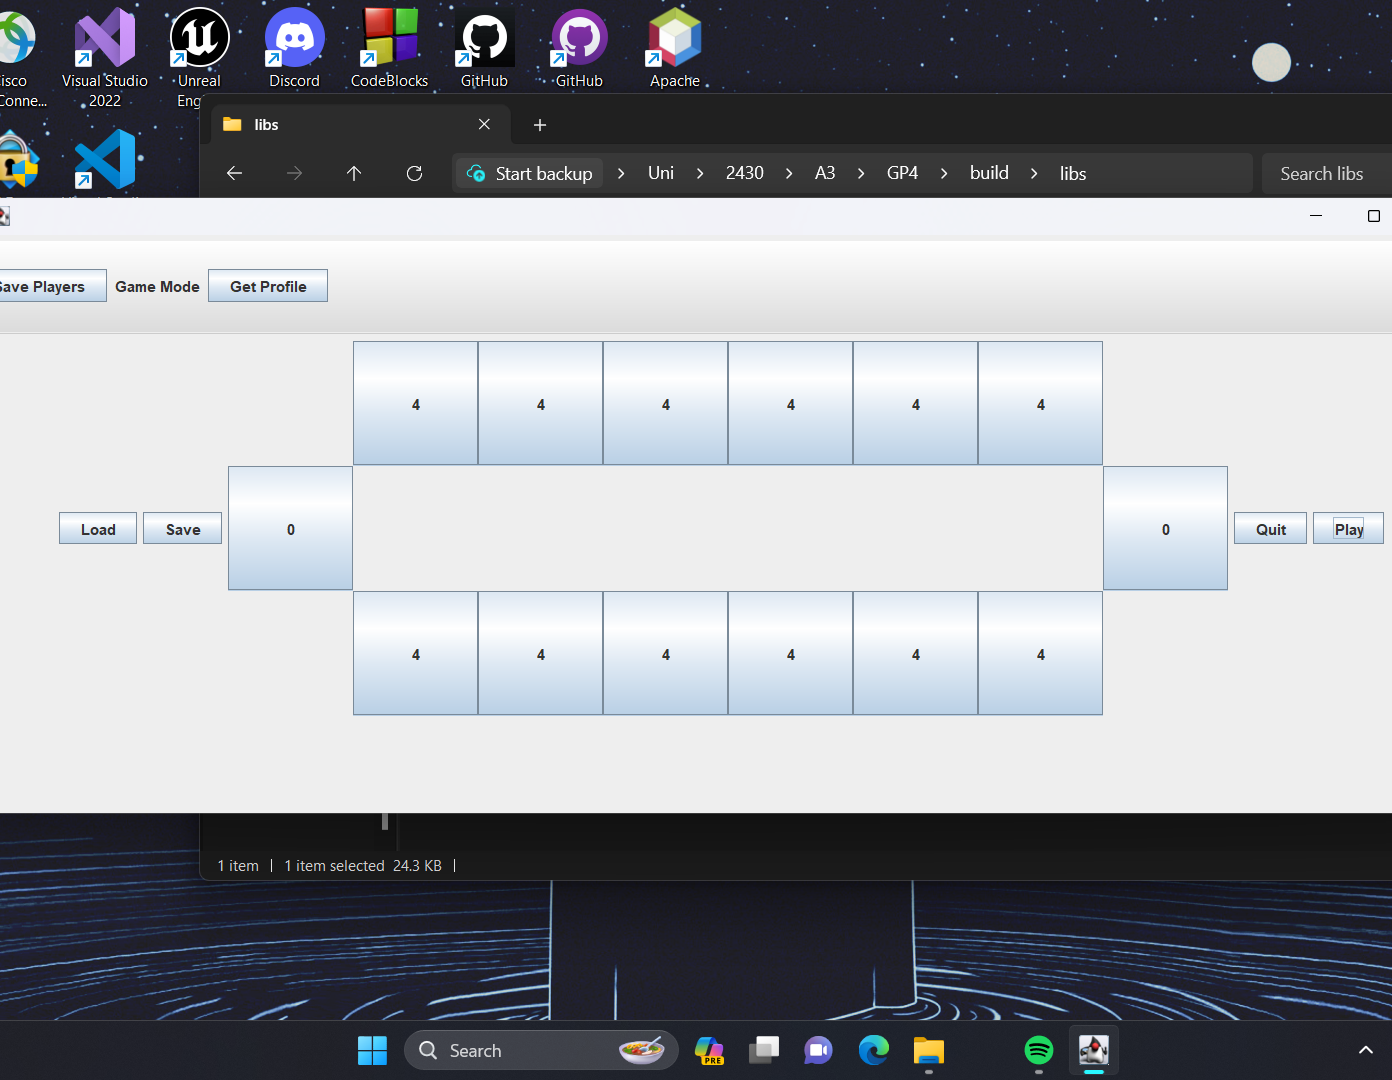 isco
Conne...
Visual Studio
2022
Unreal
Eng
Discord
CodeBlocks
GitHub
GitHub
Apache
libs
Start backup > Uni > 2430 > A3 > GP4 > build > libs
Search libs
Save Players
Game Mode
Get Profile
4 4 4 4 4 4
Load Save 0 0 Quit Play
4 4 4 4 4 4
1 item | 1 item selected 24.3 KB |
Search
PRE